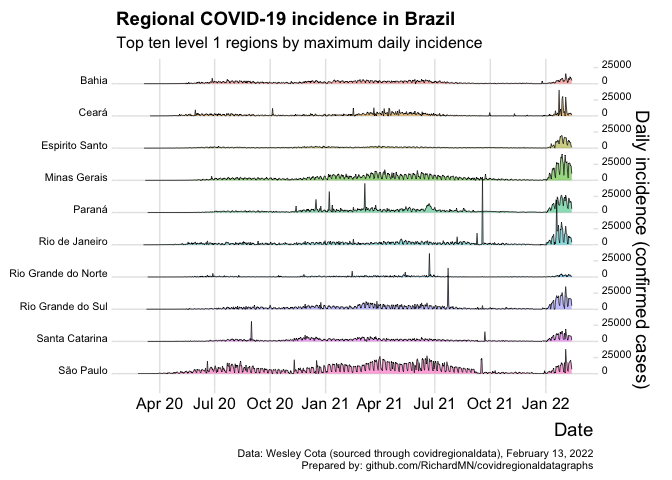 Regional COVID-19 incidence in Brazil
Top ten level 1 regions by maximum daily incidence
Bahia
25000
0
Ceará
25000
0
Espirito Santo
25000
0
Minas Gerais
25000
0
Paraná
25000
0
Rio de Janeiro
25000
0
Rio Grande do Norte
25000
0
Rio Grande do Sul
25000
0
Santa Catarina
25000
0
São Paulo
25000
0
Daily incidence (confirmed cases)
Apr 20 Jul 20 Oct 20 Jan 21 Apr 21 Jul 21 Oct 21 Jan 22
Date
Data: Wesley Cota (sourced through covidregionaldata), February 13, 2022
Prepared by: github.com/RichardMN/covidregionaldatagraphs